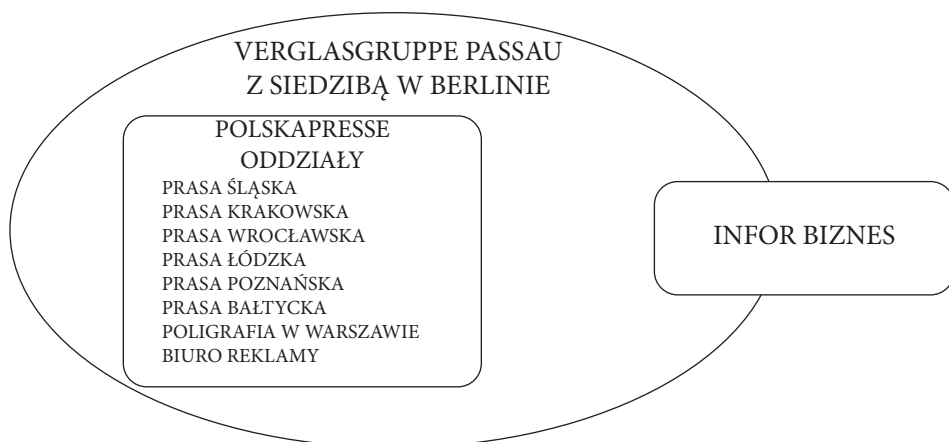 VERGLASGRUPPE PASSAU
Z SIEDZIBĄ W BERLINIE
POLSKAPRESSE
ODDZIAŁY
PRASA ŚLĄSKA
PRASA KRAKOWSKA
PRASA WROCŁAWSKA
PRASA ŁÓDZKA
PRASA POZNAŃSKA
PRASA BAŁTYCKA
POLIGRAFIA W WARSZAWIE
BIURO REKLAMY
INFOR BIZNES